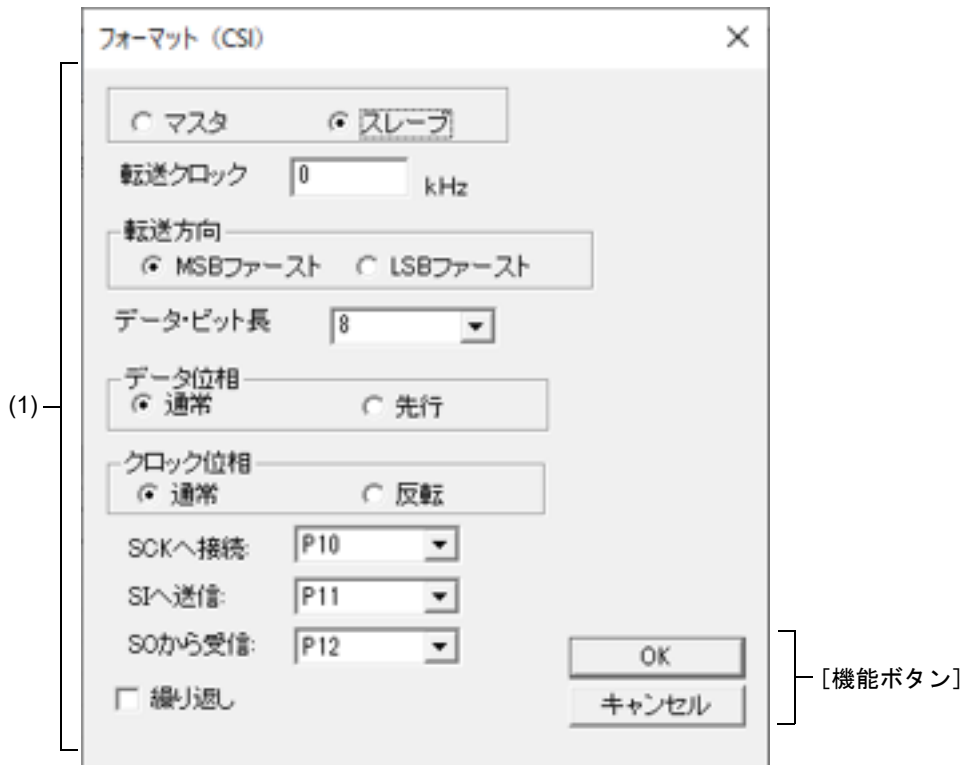 フォーマット (CSI)
マスタ スレーブ
転送クロック 0 kHz
転送方向
MSBファースト LSBファースト
データ・ビット長 8
データ位相
通常 先行
(1)
クロック位相
通常 反転
SCKへ接続: P10
SIへ送信: P11
SOから受信: P12
OK
[機能ボタン]
繰り返し
キャンセル